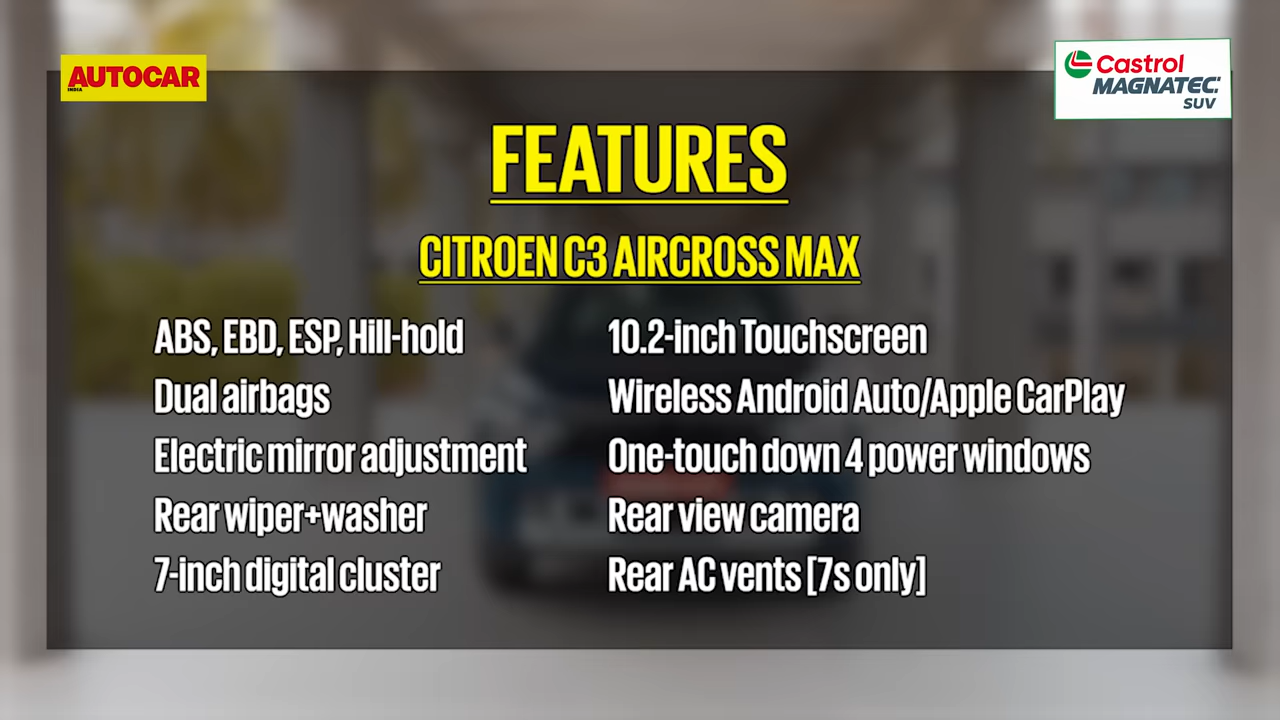 AUTOCAR
INDIA
Castrol
MAGNATEC
SUV
FEATURES
CITROEN C3 AIRCROSS MAX
ABS, EBD, ESP, Hill-hold
Dual airbags
Electric mirror adjustment
Rear wiper+washer
7-inch digital cluster
10.2-inch Touchscreen
Wireless Android Auto/Apple CarPlay
One-touch down 4 power windows
Rear view camera
Rear AC vents [7s only]